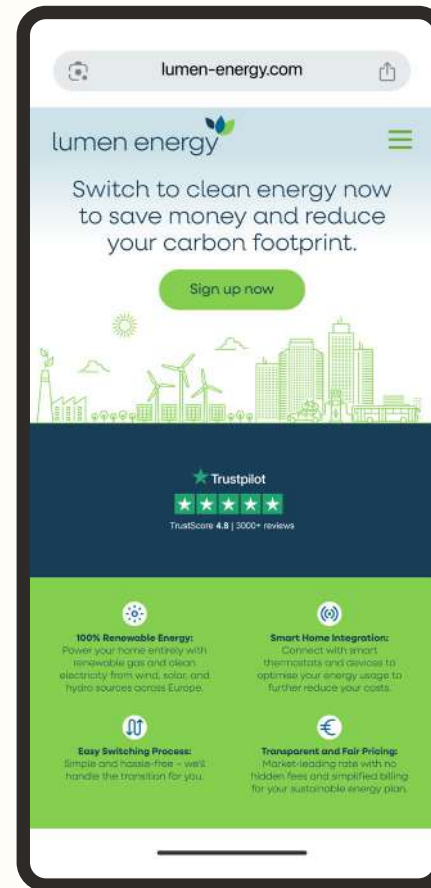 lumen-energy.com
lumen energy
Switch to clean energy now
to save money and reduce
your carbon footprint.
Sign up now
Trustpilot
TrustScore 4.8 | 3000+ reviews
100% Renewable Energy:
Power your home entirely with
renewable gas and clean
electricity from wind, solar, and
hydro sources across Europe.
Smart Home Integration:
Connect with smart
thermostats and devices to
optimise your energy usage to
further reduce your costs.
Easy Switching Process:
Simple and hassle-free – we'll
handle the transition for you.
Transparent and Fair Pricing:
Market-leading rate with no
hidden fees and simplified billing
for your sustainable energy plan.